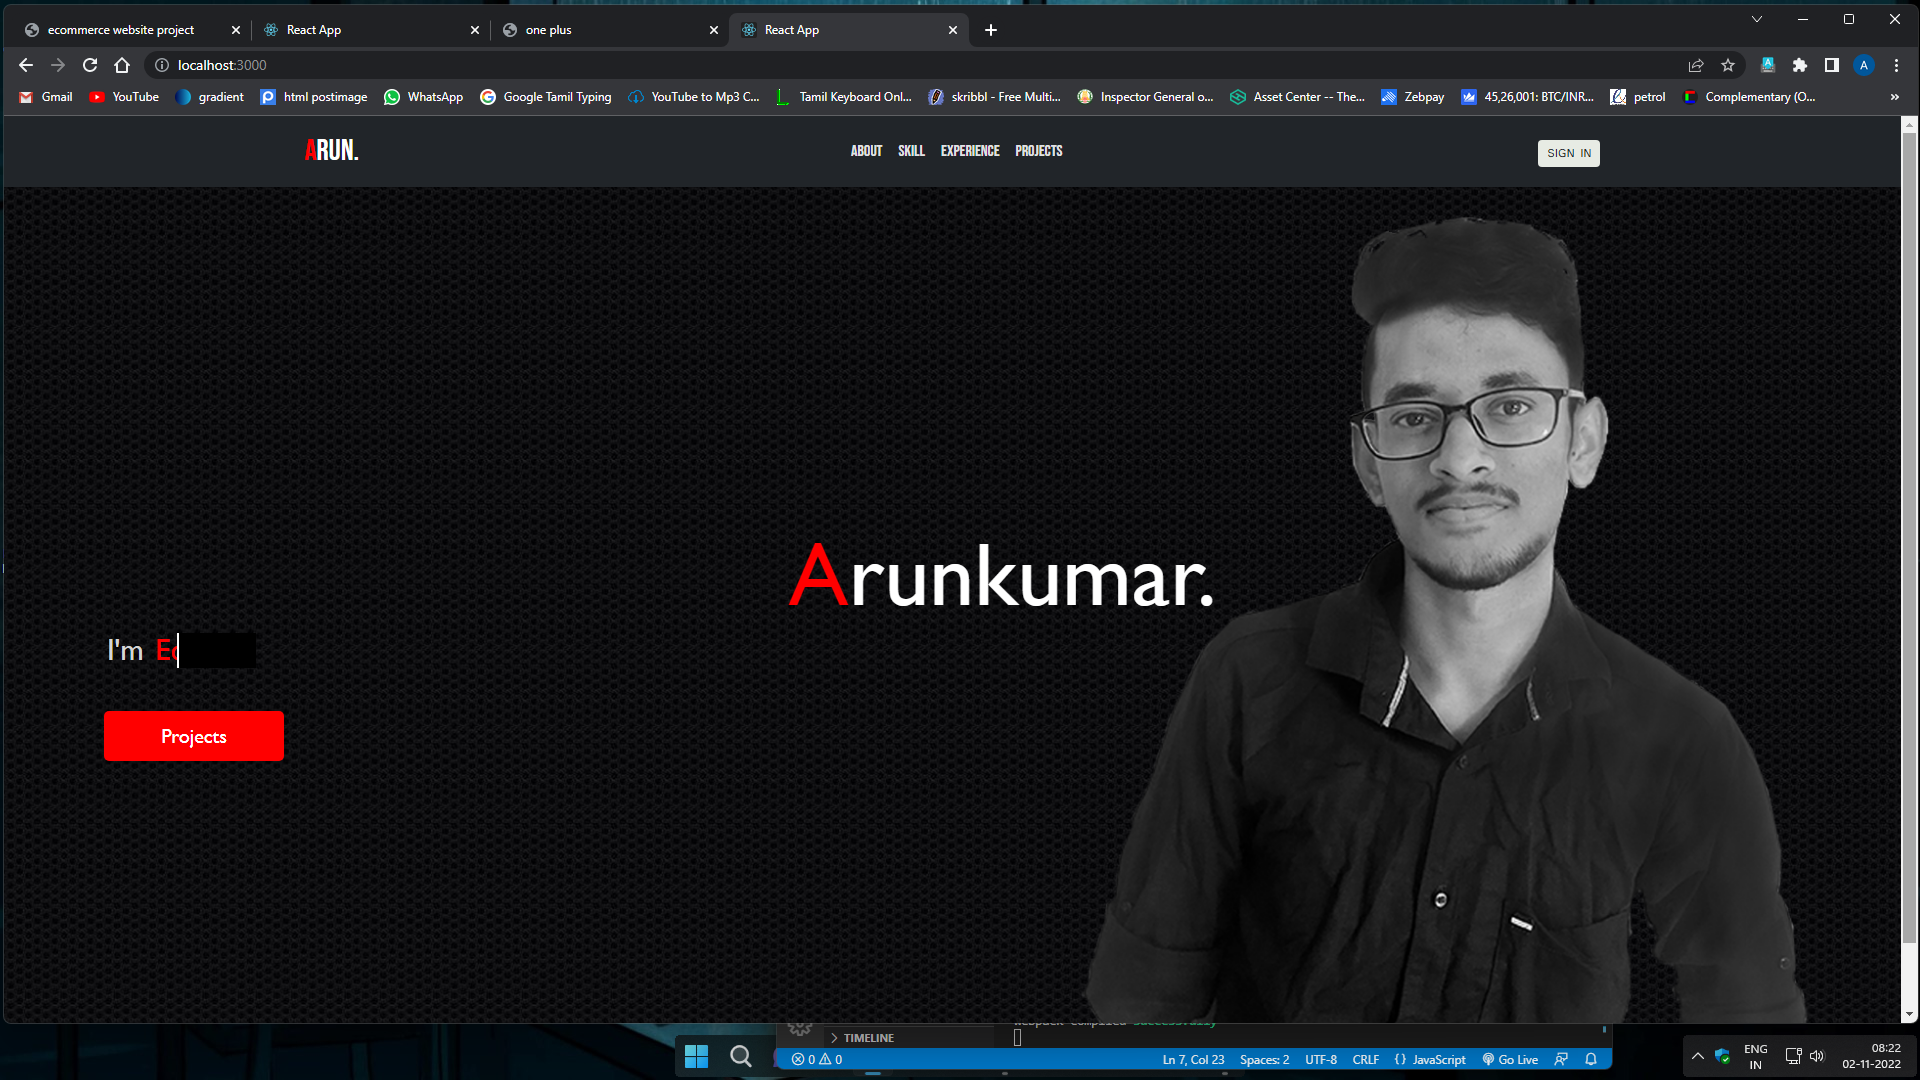 ecommerce website project
React App
one plus
React App
localhost:3000
Gmail
YouTube
gradient
html postimage
WhatsApp
Google Tamil Typing
YouTube to Mp3 C...
Tamil Keyboard Onl...
skribbl - Free Multi...
Inspector General o...
Asset Center -- The...
Zebpay
45,26,001: BTC/INR...
petrol
Complementary (O...
»
ARUN.
ABOUT
SKILL
EXPERIENCE
PROJECTS
SIGN IN
Arunkumar.
I'm
Projects
TIMELINE
0
0
Ln 7, Col 23
Spaces: 2
UTF-8
CRLF
{ } JavaScript
Go Live
ENG
IN
08:22
02-11-2022
A